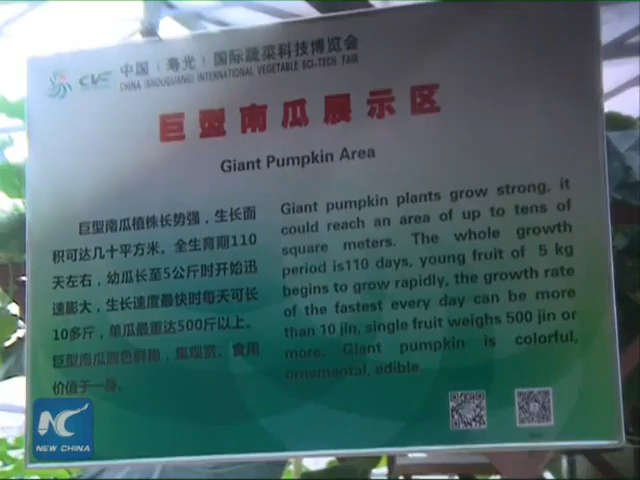 CVE 中国（寿光）国际蔬菜科技博览会
CHINA (SHOUGUANG) INTERNATIONAL VEGETABLE SCI-TECH FAIR
巨型南瓜展示区
Giant Pumpkin Area
巨型南瓜植株长势强，生长面
积可达几十平方米。全生育期110
天左右，幼瓜长至5公斤时开始迅
速膨大，生长速度最快时每天可长
10多斤，单瓜最重达500斤以上。
巨型南瓜颜色鲜艳，集观赏、食用
价值于一身。
Giant pumpkin plants grow strong, it
could reach an area of up to tens of
square meters. The whole growth
period is110 days, young fruit of 5 kg
begins to grow rapidly, the growth rate
of the fastest every day can be more
than 10 jin, single fruit weighs 500 jin or
more. Giant pumpkin is colorful,
ornamental, edible.
NC
NEW CHINA